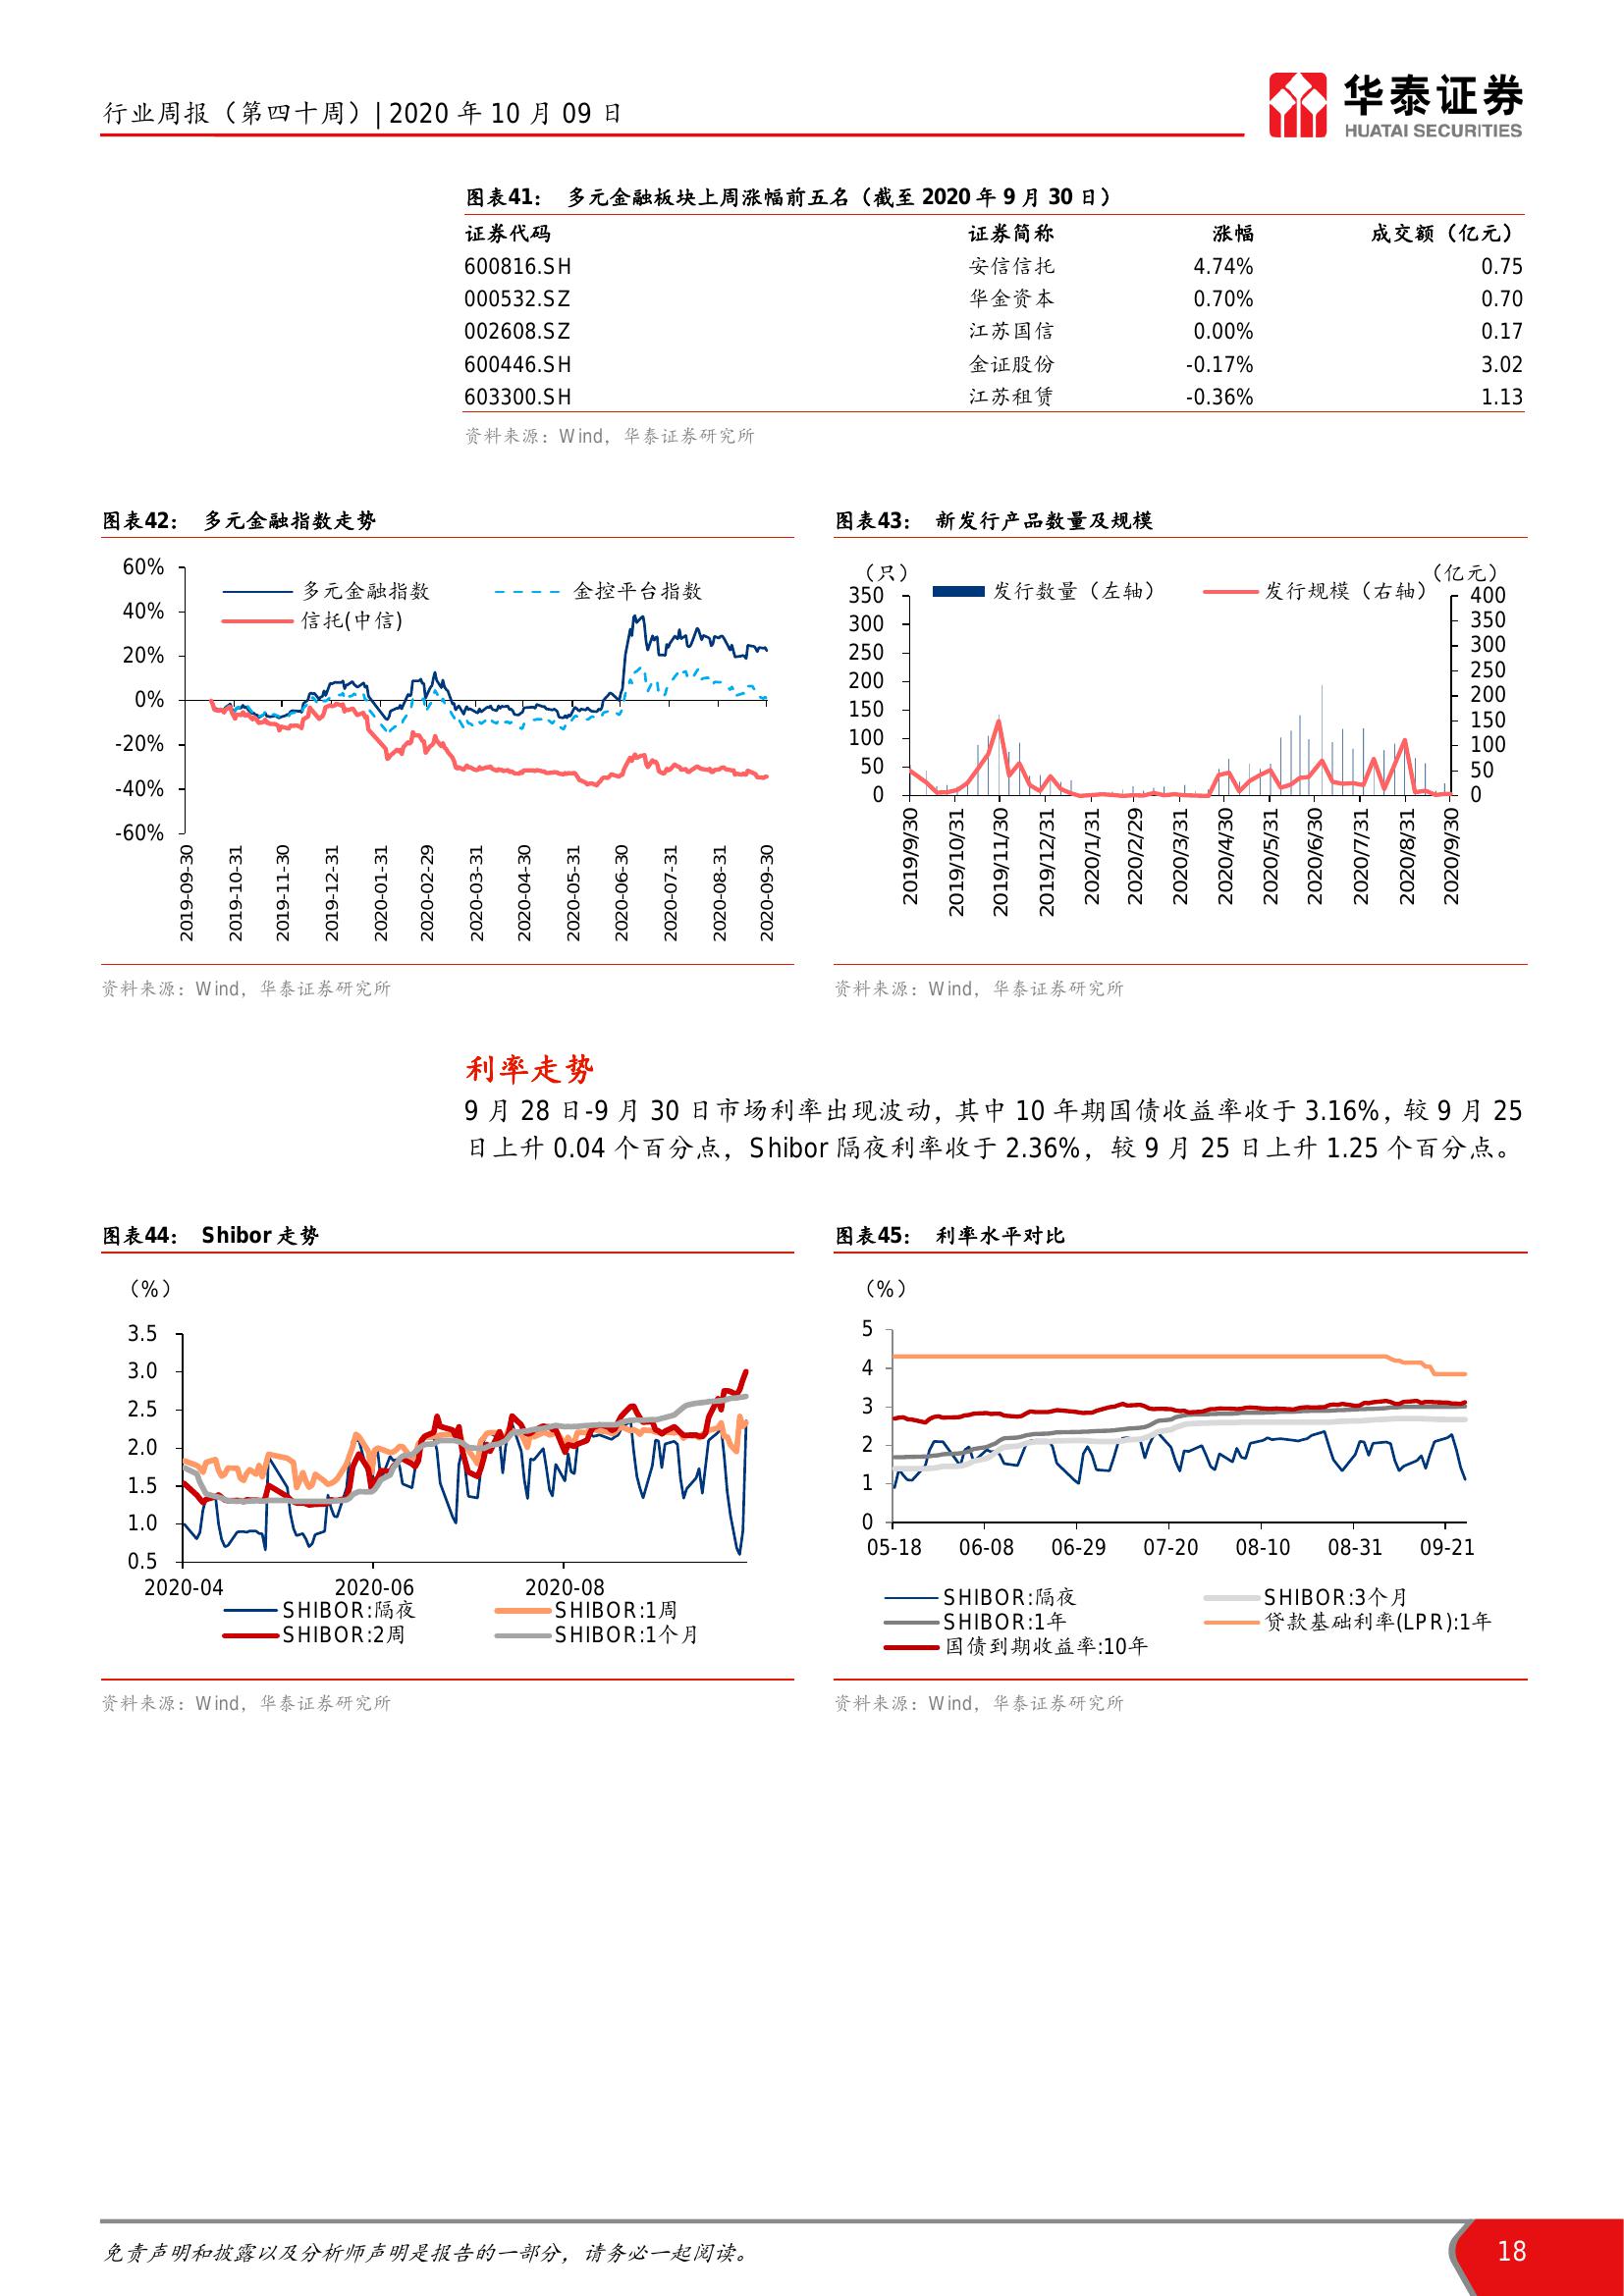 行业周报（第四十周）| 2020 年 10 月 09 日
华泰证券
HUATAI SECURITIES
图表41： 多元金融板块上周涨幅前五名（截至 2020 年 9 月 30 日）
证券代码 证券简称 涨幅 成交额（亿元）
600816.SH 安信信托 4.74% 0.75
000532.SZ 华金资本 0.70% 0.70
002608.SZ 江苏国信 0.00% 0.17
600446.SH 金证股份 -0.17% 3.02
603300.SH 江苏租赁 -0.36% 1.13
资料来源：Wind，华泰证券研究所
图表42： 多元金融指数走势
60%
40%
20%
0%
-20%
-40%
-60%
多元金融指数 金控平台指数
信托(中信)
2019-09-30
2019-10-31
2019-11-30
2019-12-31
2020-01-31
2020-02-29
2020-03-31
2020-04-30
2020-05-31
2020-06-30
2020-07-31
2020-08-31
2020-09-30
资料来源：Wind，华泰证券研究所
图表43： 新发行产品数量及规模
（只） （亿元）
发行数量（左轴） 发行规模（右轴）
350
300
250
200
150
100
50
0
400
350
300
250
200
150
100
50
0
2019/9/30
2019/10/31
2019/11/30
2019/12/31
2020/1/31
2020/2/29
2020/3/31
2020/4/30
2020/5/31
2020/6/30
2020/7/31
2020/8/31
2020/9/30
资料来源：Wind，华泰证券研究所
利率走势
9 月 28 日-9 月 30 日市场利率出现波动，其中 10 年期国债收益率收于 3.16%，较 9 月 25
日上升 0.04 个百分点，Shibor 隔夜利率收于 2.36%，较 9 月 25 日上升 1.25 个百分点。
图表44： Shibor 走势
（%）
3.5
3.0
2.5
2.0
1.5
1.0
0.5
2020-04 2020-06 2020-08
SHIBOR:隔夜 SHIBOR:1周
SHIBOR:2周 SHIBOR:1个月
资料来源：Wind，华泰证券研究所
图表45： 利率水平对比
（%）
5
4
3
2
1
0
05-18 06-08 06-29 07-20 08-10 08-31 09-21
SHIBOR:隔夜 SHIBOR:3个月
SHIBOR:1年 贷款基础利率(LPR):1年
国债到期收益率:10年
资料来源：Wind，华泰证券研究所
免责声明和披露以及分析师声明是报告的一部分，请务必一起阅读。 18